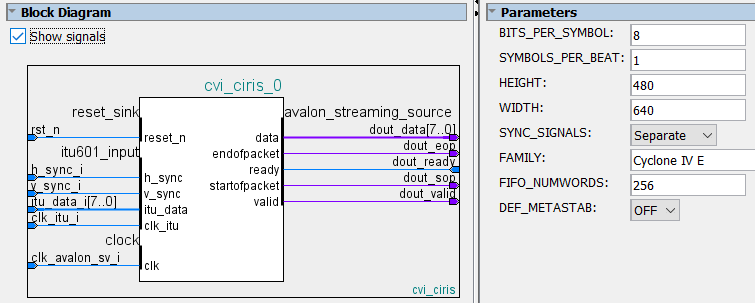 Block Diagram
Show signals
cvi_ciris_0
reset_sink
avalon_streaming_source
rst_n
reset_n
data
dout_data[7..0]
itu601_input
endofpacket
dout_eop
h_sync_i
h_sync
ready
dout_ready
v_sync_i
v_sync
startofpacket
dout_sop
itu_data_i[7..0]
itu_data
valid
dout_valid
clk_itu_i
clk_itu
clock
clk_avalon_sv_i
clk
cvi_ciris
Parameters
BITS_PER_SYMBOL: 8
SYMBOLS_PER_BEAT: 1
HEIGHT: 480
WIDTH: 640
SYNC_SIGNALS: Separate
FAMILY: Cyclone IV E
FIFO_NUMWORDS: 256
DEF_METASTAB: OFF